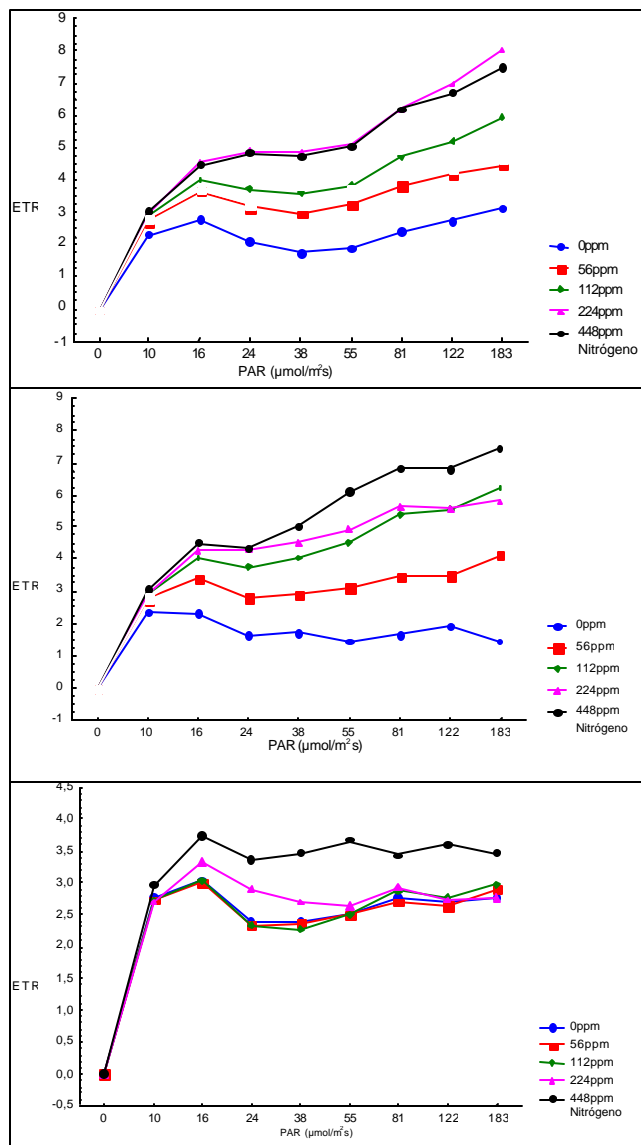 9
8
7
6
5
4
3
2
1
0
-1
ETR
0 10 16 24 38 55 81 122 183
PAR (µmol/m²s)
0ppm
56ppm
112ppm
224ppm
448ppm
Nitrógeno
9
8
7
6
5
4
3
2
1
0
-1
ETR
0 10 16 24 38 55 81 122 183
PAR (µmol/m²s)
0ppm
56ppm
112ppm
224ppm
448ppm
Nitrógeno
4,5
4,0
3,5
3,0
2,5
2,0
1,5
1,0
0,5
0,0
-0,5
ETR
0 10 16 24 38 55 81 122 183
PAR (µmol/m²s)
0ppm
56ppm
112ppm
224ppm
448ppm
Nitrógeno